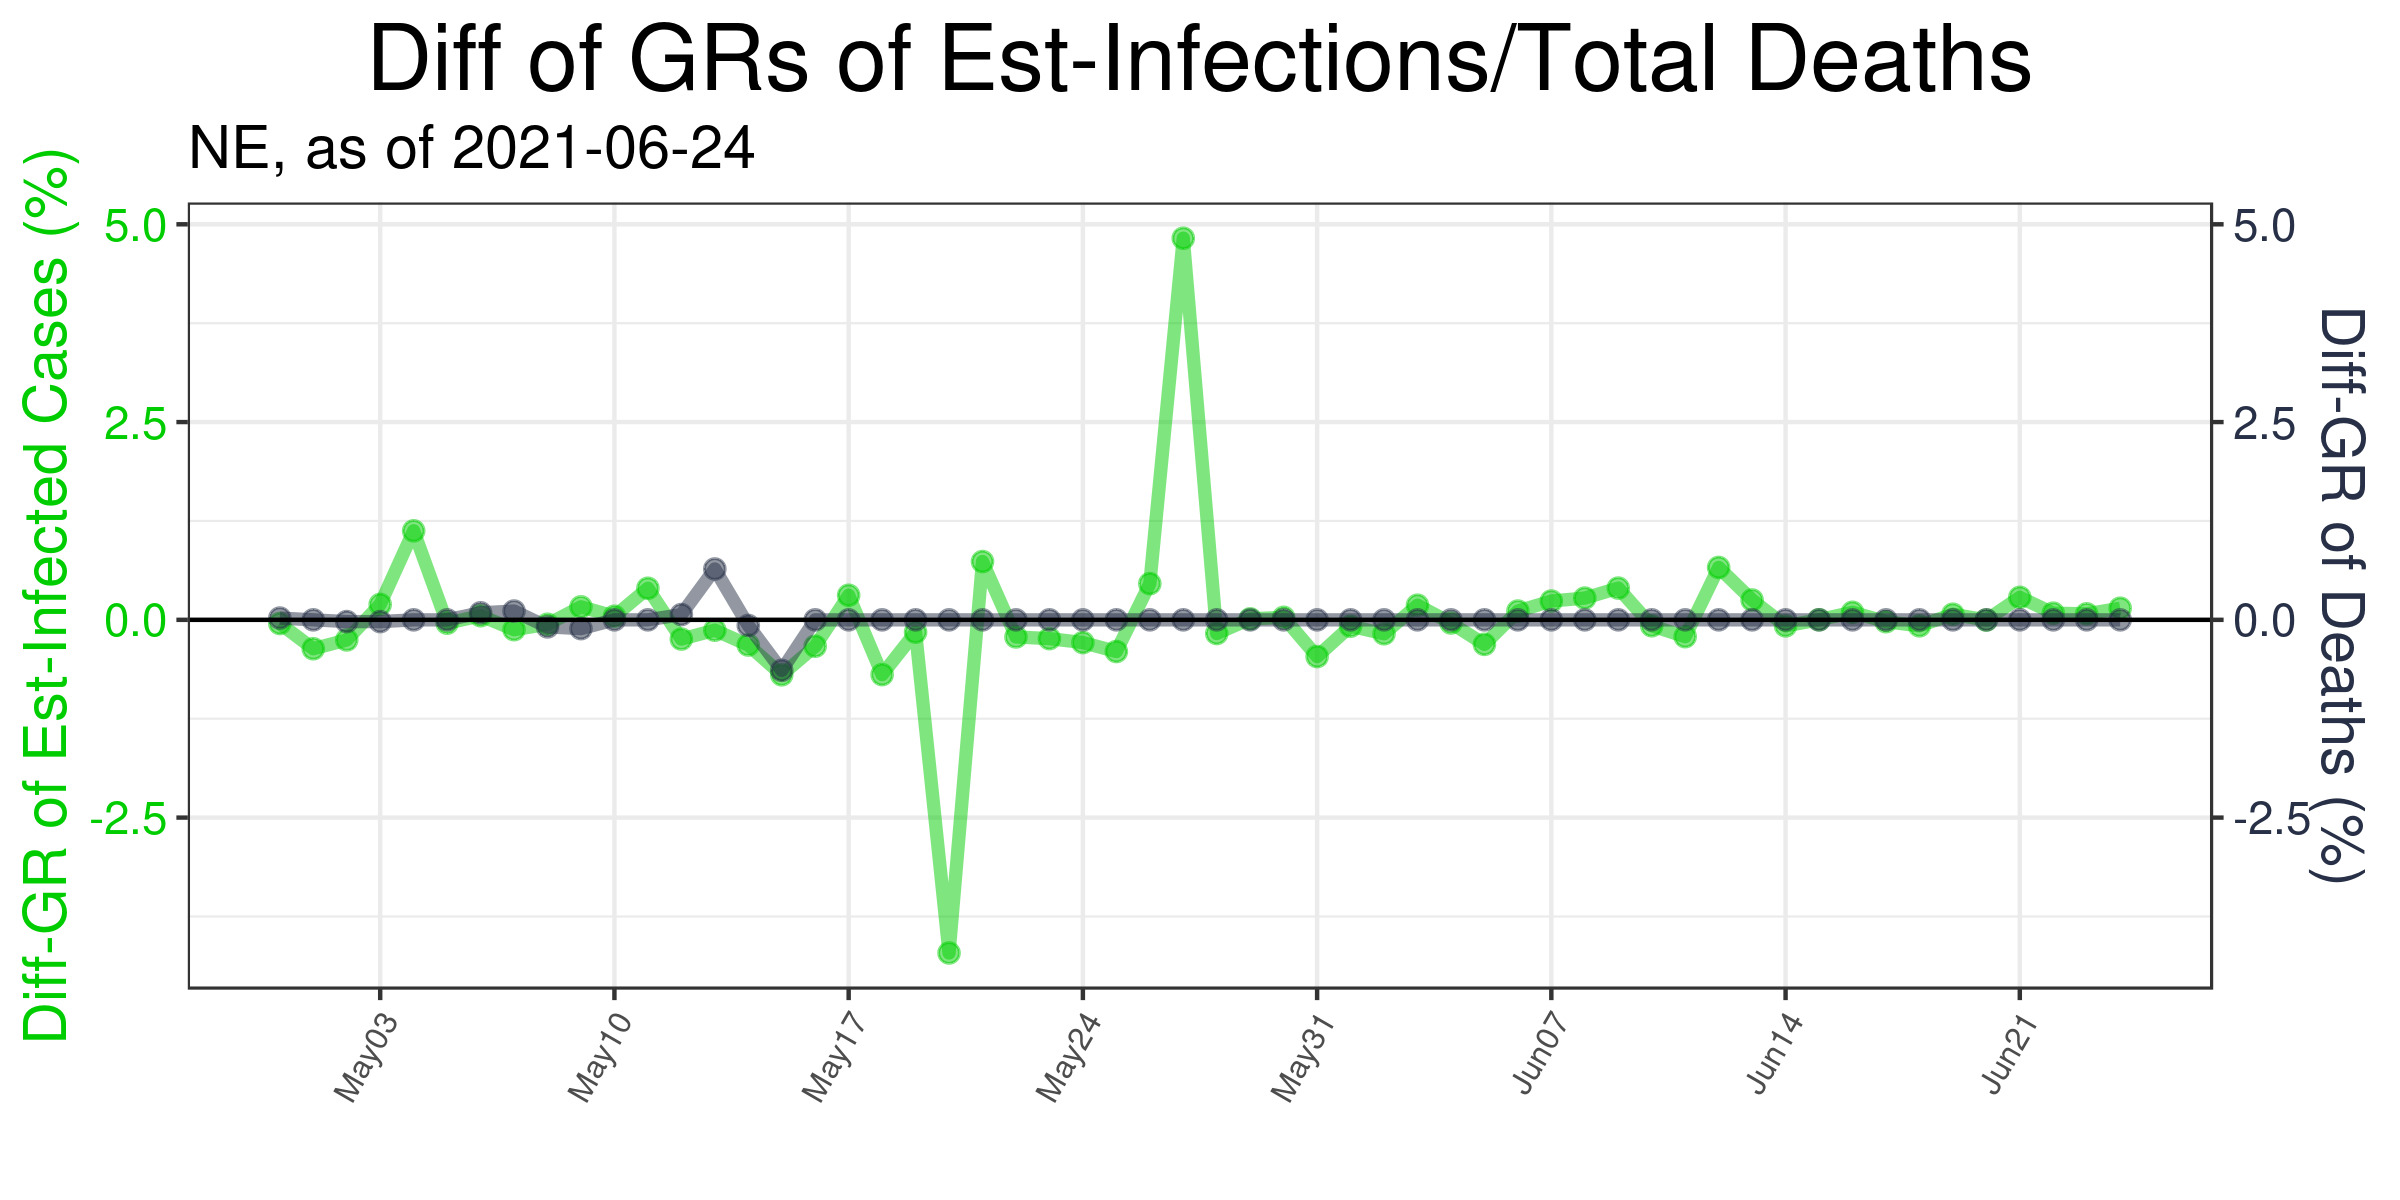 Diff of GRs of Est-Infections/Total Deaths
NE, as of 2021-06-24
Diff-GR of Est-Infected Cases (%)
5.0
2.5
0.0
-2.5
5.0
2.5
0.0
-2.5
Diff-GR of Deaths (%)
May03
May10
May17
May24
May31
Jun07
Jun14
Jun21